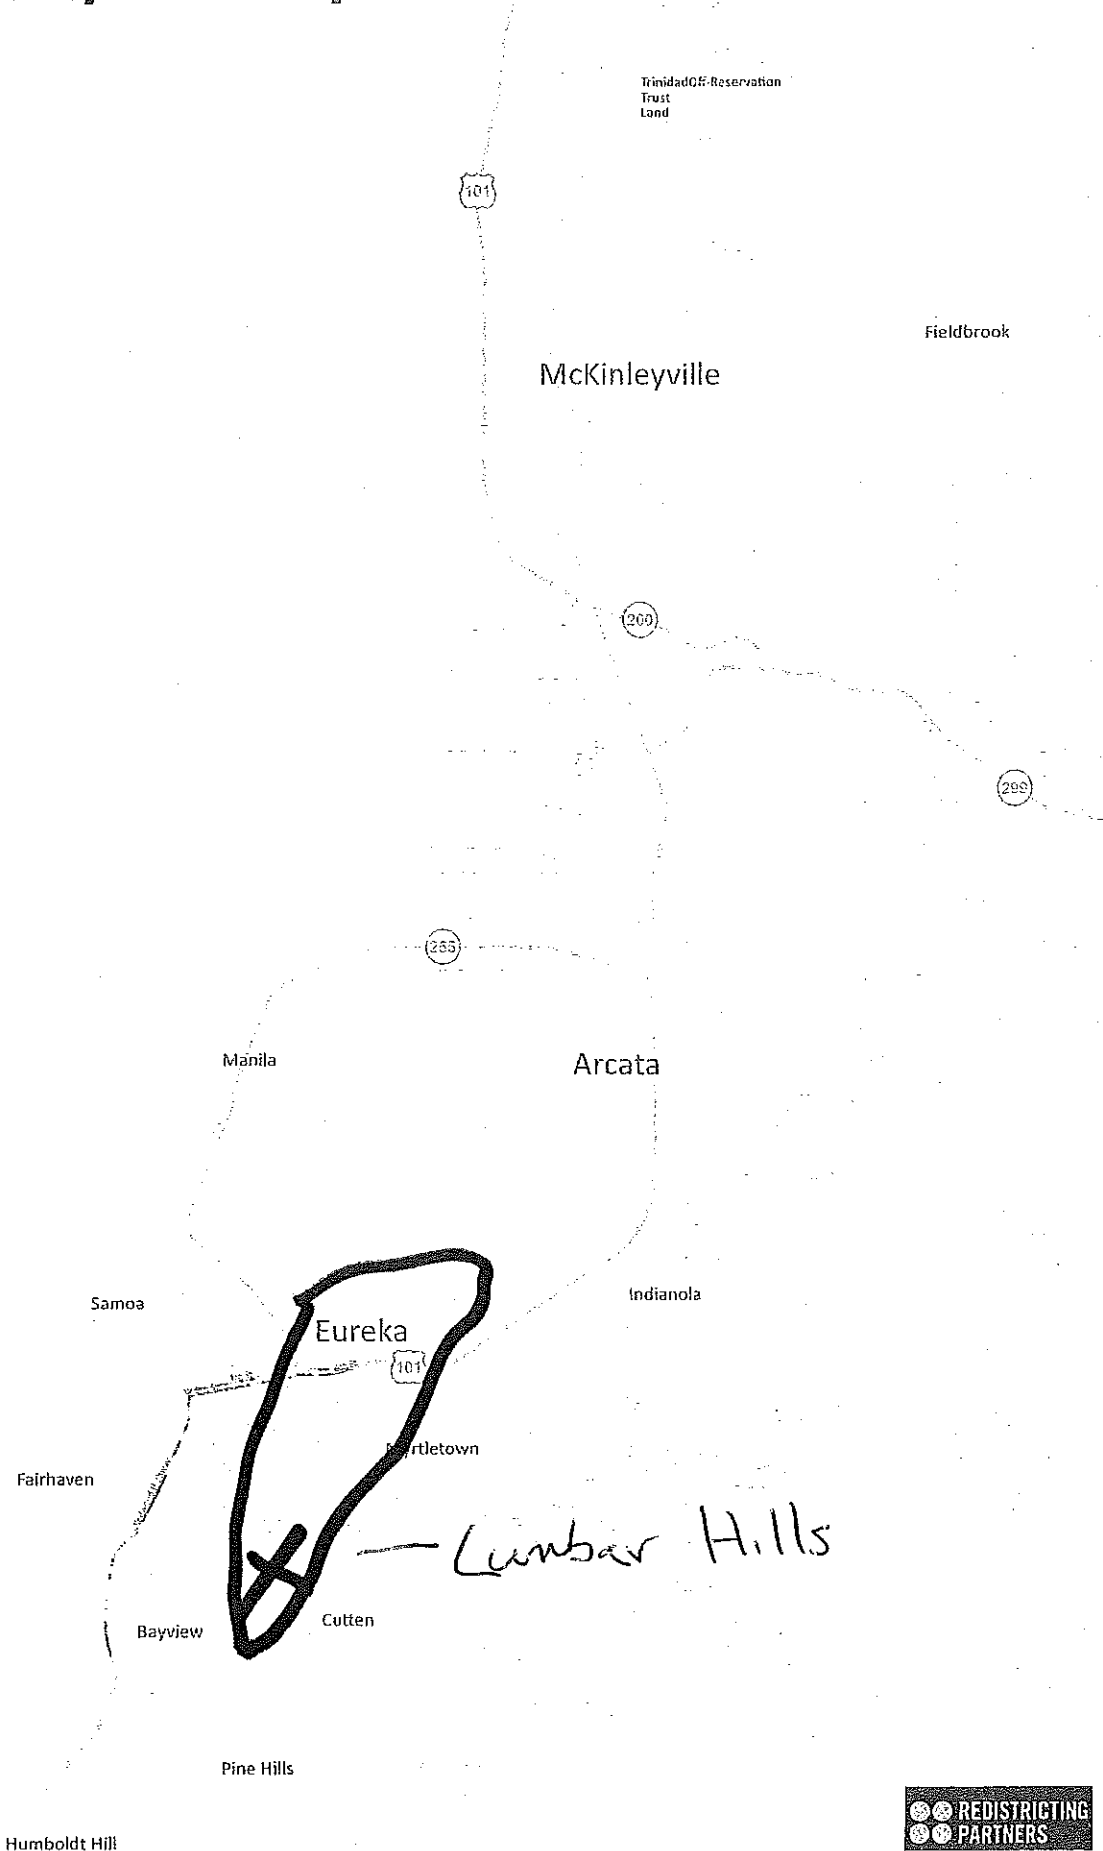 TrinidadOff-Reservation
Trust
Land
101
Fieldbrook
McKinleyville
200
299
255
Manila
Arcata
Samoa
Indianola
Eureka
101
Myrtletown
Fairhaven
Lumbar Hills
Bayview
Cutten
Pine Hills
REDISTRICTING
PARTNERS
Humboldt Hill